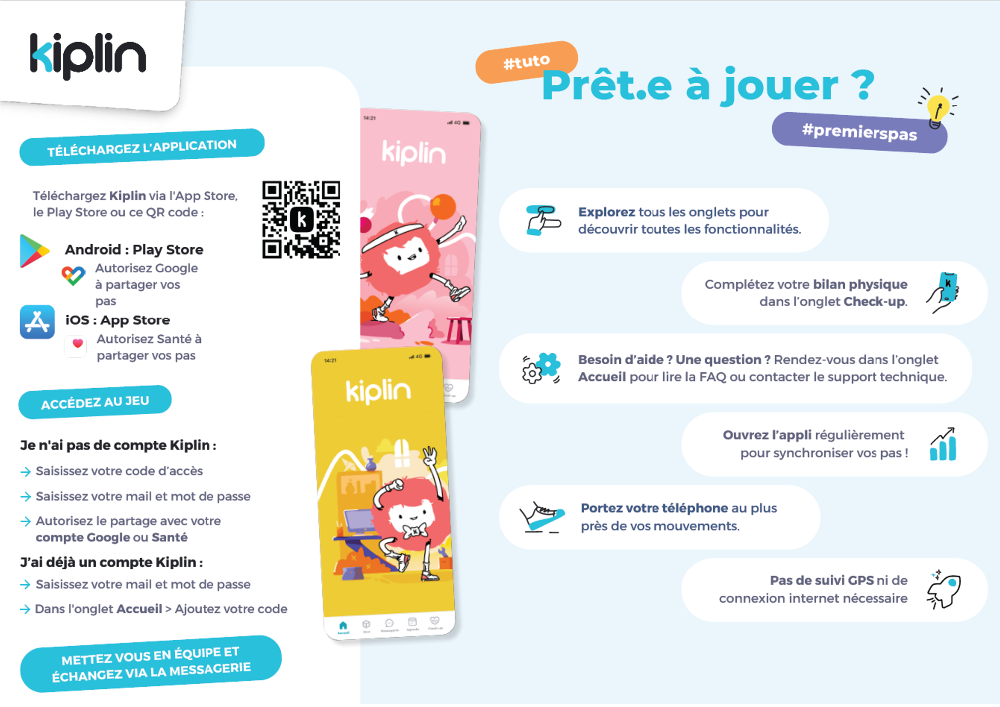 kiplin
TÉLÉCHARGEZ L'APPLICATION
Téléchargez Kiplin via l'App Store,
le Play Store ou ce QR code :
k
Android : Play Store
Autorisez Google
à partager vos
pas
iOS : App Store
Autorisez Santé à
partager vos pas
ACCÉDEZ AU JEU
Je n'ai pas de compte Kiplin :
→ Saisissez votre code d'accès
→ Saisissez votre mail et mot de passe
→ Autorisez le partage avec votre
compte Google ou Santé
J'ai déjà un compte Kiplin :
→ Saisissez votre mail et mot de passe
→ Dans l'onglet Accueil > Ajoutez votre code
METTEZ VOUS EN ÉQUIPE ET
ÉCHANGEZ VIA LA MESSAGERIE
14:21 4G
kiplin
K
14:21 4G
kiplin
K
Accueil Jeux Messagerie Agenda Check-up
#tuto
Prêt.e à jouer ?
#premierspas
Explorez tous les onglets pour
découvrir toutes les fonctionnalités.
Complétez votre bilan physique
dans l'onglet Check-up.
K
Besoin d'aide ? Une question ? Rendez-vous dans l'onglet
Accueil pour lire la FAQ ou contacter le support technique.
Ouvrez l'appli régulièrement
pour synchroniser vos pas !
Portez votre téléphone au plus
près de vos mouvements.
Pas de suivi GPS ni de
connexion internet nécessaire